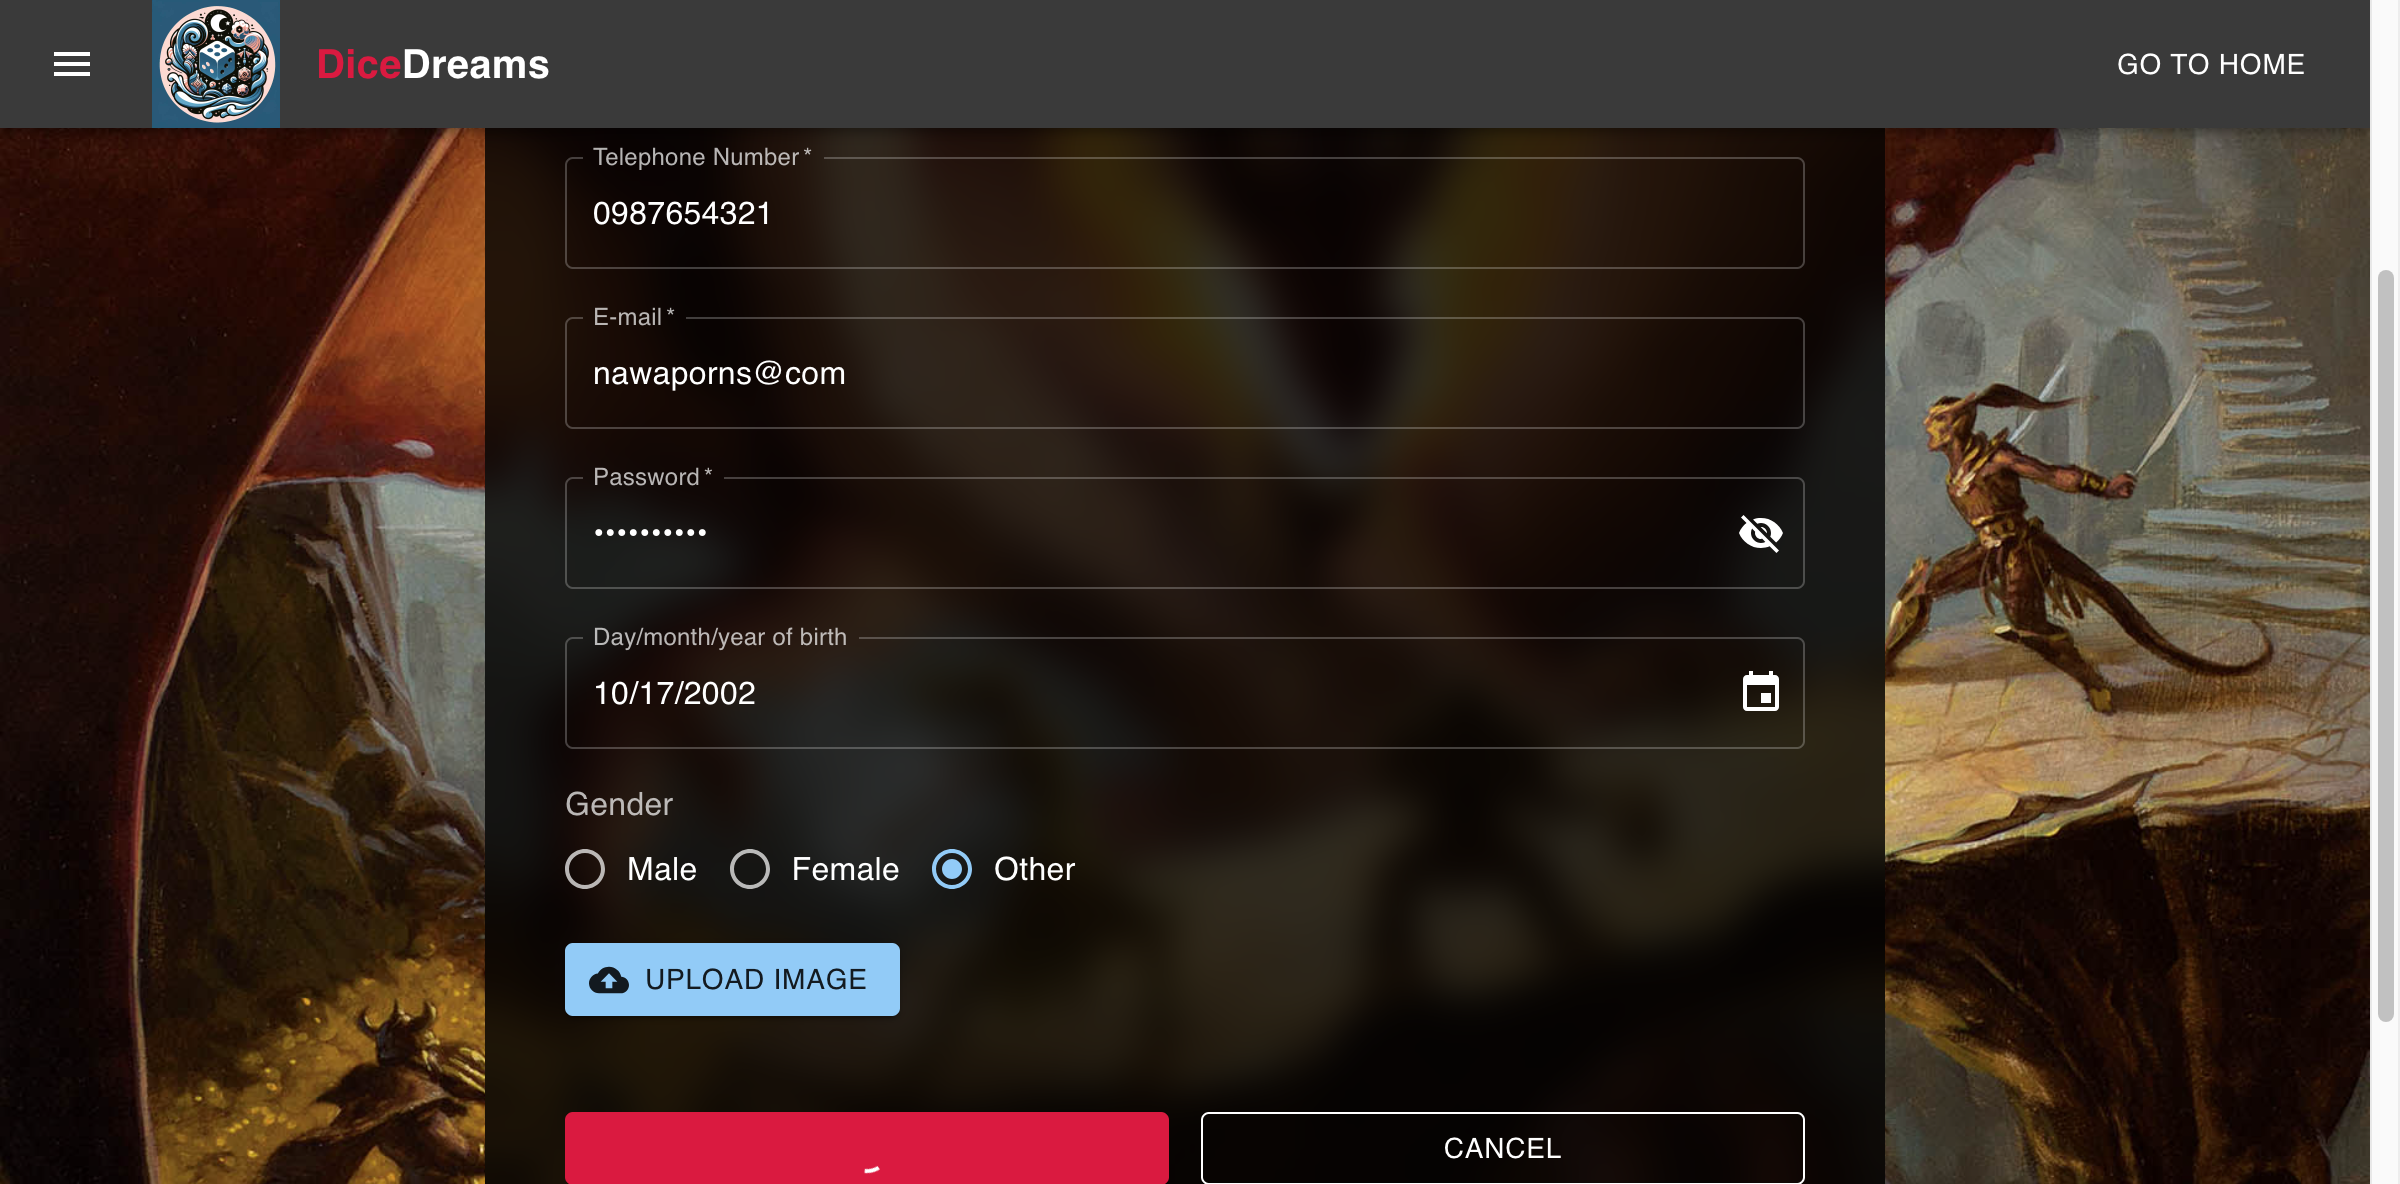 DiceDreams
GO TO HOME
Telephone Number *
0987654321
E-mail *
nawaporns@com
Password *
••••••••••
Day/month/year of birth
10/17/2002
Gender
Male Female Other
UPLOAD IMAGE
CANCEL